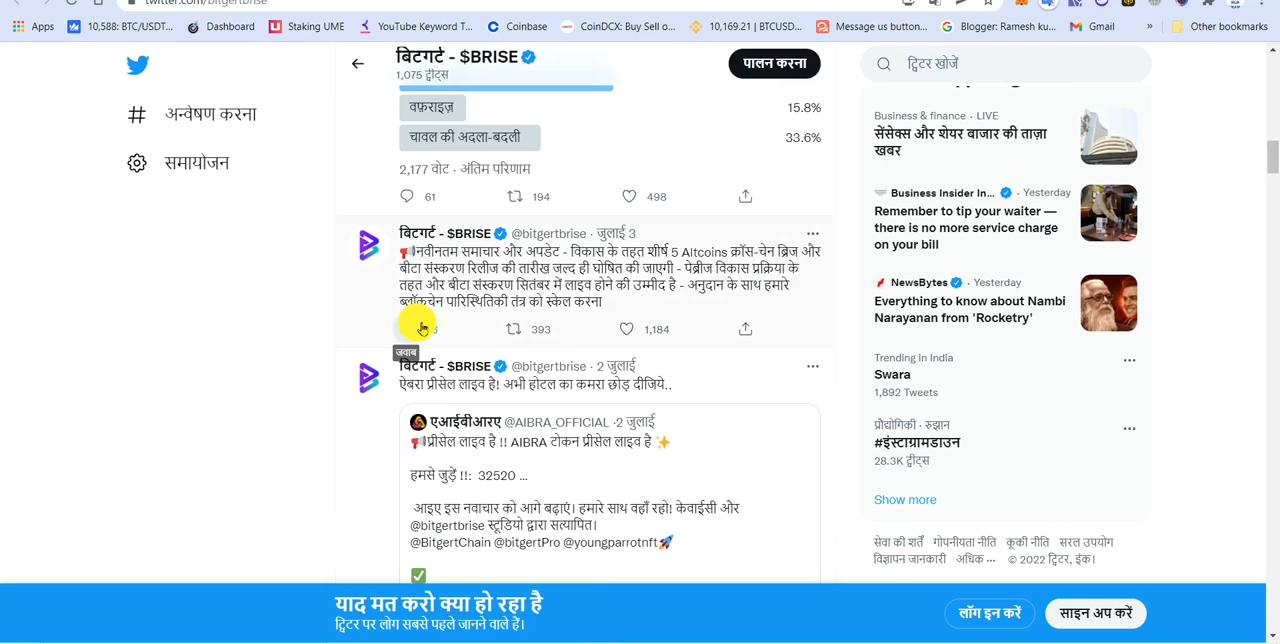 twitter.com/bitgertbrise
Apps
10,588: BTC/USDT...
Dashboard
Staking UME
YouTube Keyword T...
Coinbase
CoinDCX: Buy Sell o...
10,169.21 | BTCUSD...
Message us button...
Blogger: Ramesh ku...
Gmail
»
Other bookmarks
अन्वेषण करना
समायोजन
बिटगर्ट - $BRISE
1,075 ट्वीट्स
पालन करना
वफ़राइज़
15.8%
चावल की अदला-बदली
33.6%
2,177 वोट · अंतिम परिणाम
61
194
498
बिटगर्ट - $BRISE @bitgertbrise · जुलाई 3
📢नवीनतम समाचार और अपडेट - विकास के तहत शीर्ष 5 Altcoins क्रॉस-चेन ब्रिज और
बीटा संस्करण रिलीज की तारीख जल्द ही घोषित की जाएगी - पेब्रीज विकास प्रक्रिया के
तहत और बीटा संस्करण सितंबर में लाइव होने की उम्मीद है - अनुदान के साथ हमारे
ब्लॉकचेन पारिस्थितिकी तंत्र को स्केल करना
393
1,184
जवाब
बिटगर्ट - $BRISE @bitgertbrise · 2 जुलाई
ऐबरा प्रीसेल लाइव है! अभी होटल का कमरा छोड़ दीजिये..
एआईबीआरए @AIBRA_OFFICIAL ·2 जुलाई
📢प्रीसेल लाइव है !! AIBRA टोकन प्रीसेल लाइव है ✨
हमसे जुड़ें !!: 32520 ...
आइए इस नवाचार को आगे बढ़ाएं। हमारे साथ वहाँ रहो! केवाईसी और
@bitgertbrise स्टूडियो द्वारा सत्यापित।
@BitgertChain @bitgertPro @youngparrotnft🚀
✅
ट्विटर खोजें
Business & finance · LIVE
सेंसेक्स और शेयर बाजार की ताज़ा
खबर
Business Insider In... · Yesterday
Remember to tip your waiter —
there is no more service charge
on your bill
NewsBytes · Yesterday
Everything to know about Nambi
Narayanan from 'Rocketry'
Trending in India
Swara
1,892 Tweets
प्रौद्योगिकी · रुझान
#इंस्टाग्रामडाउन
28.3K ट्वीट्स
Show more
सेवा की शर्तें गोपनीयता नीति कूकी नीति सरल उपयोग
विज्ञापन जानकारी अधिक ··· © 2022 ट्विटर, इंक।
याद मत करो क्या हो रहा है
ट्विटर पर लोग सबसे पहले जानने वाले हैं।
लॉग इन करें
साइन अप करें